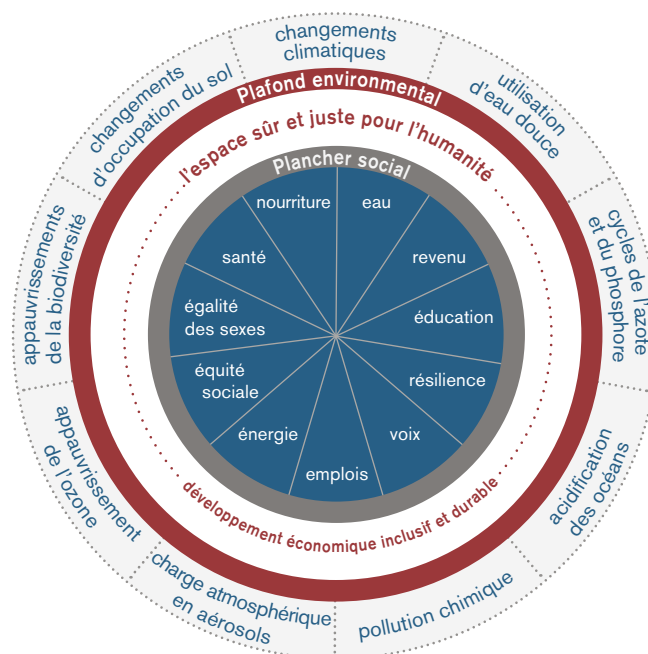 changements
climatiques
utilisation
d'eau douce
cycles de l'azote
et du phosphore
acidification
des océans
pollution chimique
charge atmosphérique
en aérosols
appauvrissement
de l'ozone
appauvrissements
de la biodiversité
changements
d'occupation du sol
Plafond environmental
l'espace sûr et juste pour l'humanité
Plancher social
eau
revenu
éducation
résilience
voix
emplois
énergie
équité
sociale
égalité
des sexes
santé
nourriture
développement économique inclusif et durable